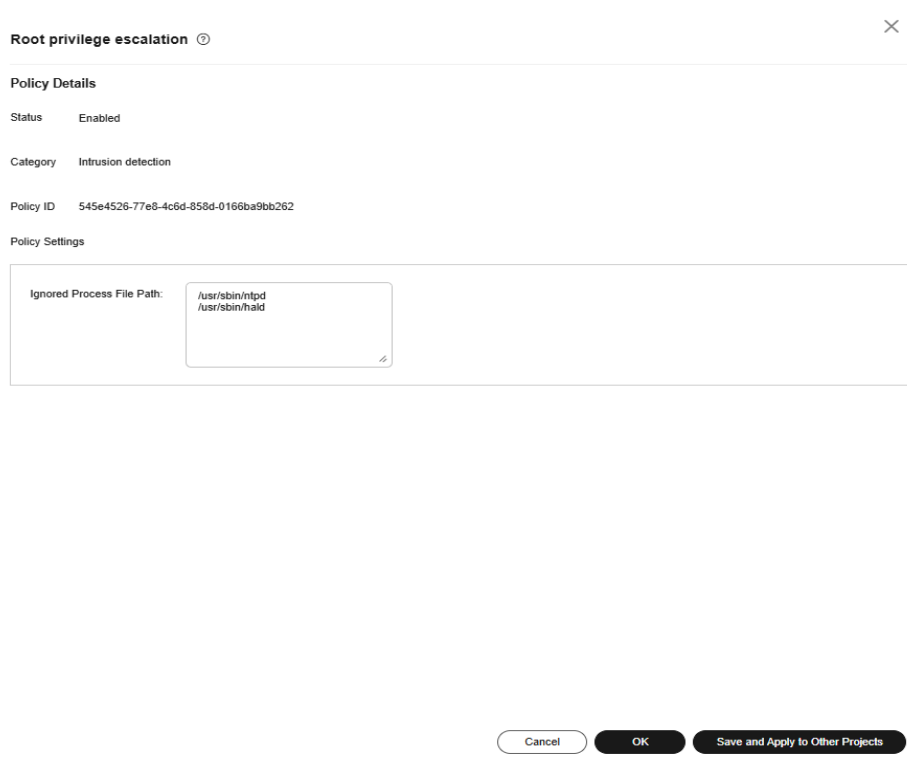 Root privilege escalation
Policy Details
Status Enabled
Category Intrusion detection
Policy ID 545e4526-77e8-4c6d-858d-0166ba9bb262
Policy Settings
Ignored Process File Path: /usr/sbin/ntpd
/usr/sbin/hald
Cancel OK Save and Apply to Other Projects